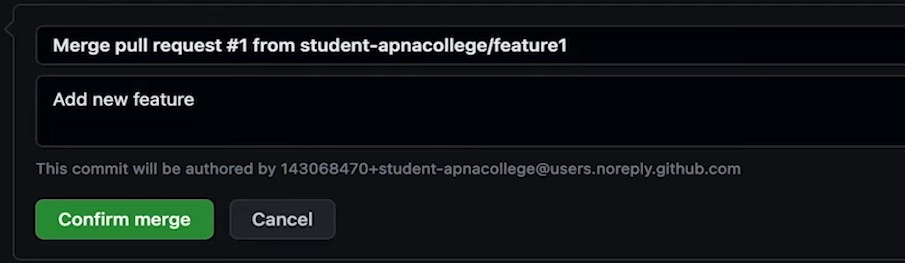 Merge pull request #1 from student-apnacollege/feature1
Add new feature
This commit will be authored by 143068470+student-apnacollege@users.noreply.github.com
Confirm merge
Cancel